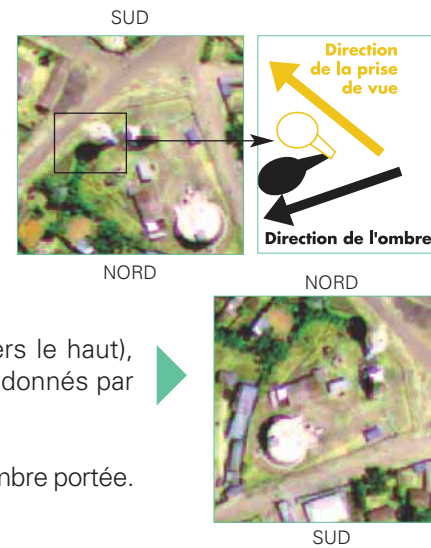 SUD
Direction
de la prise
de vue
Direction de l'ombre
NORD
NORD
ers le haut),
donnés par
mbre portée.
SUD